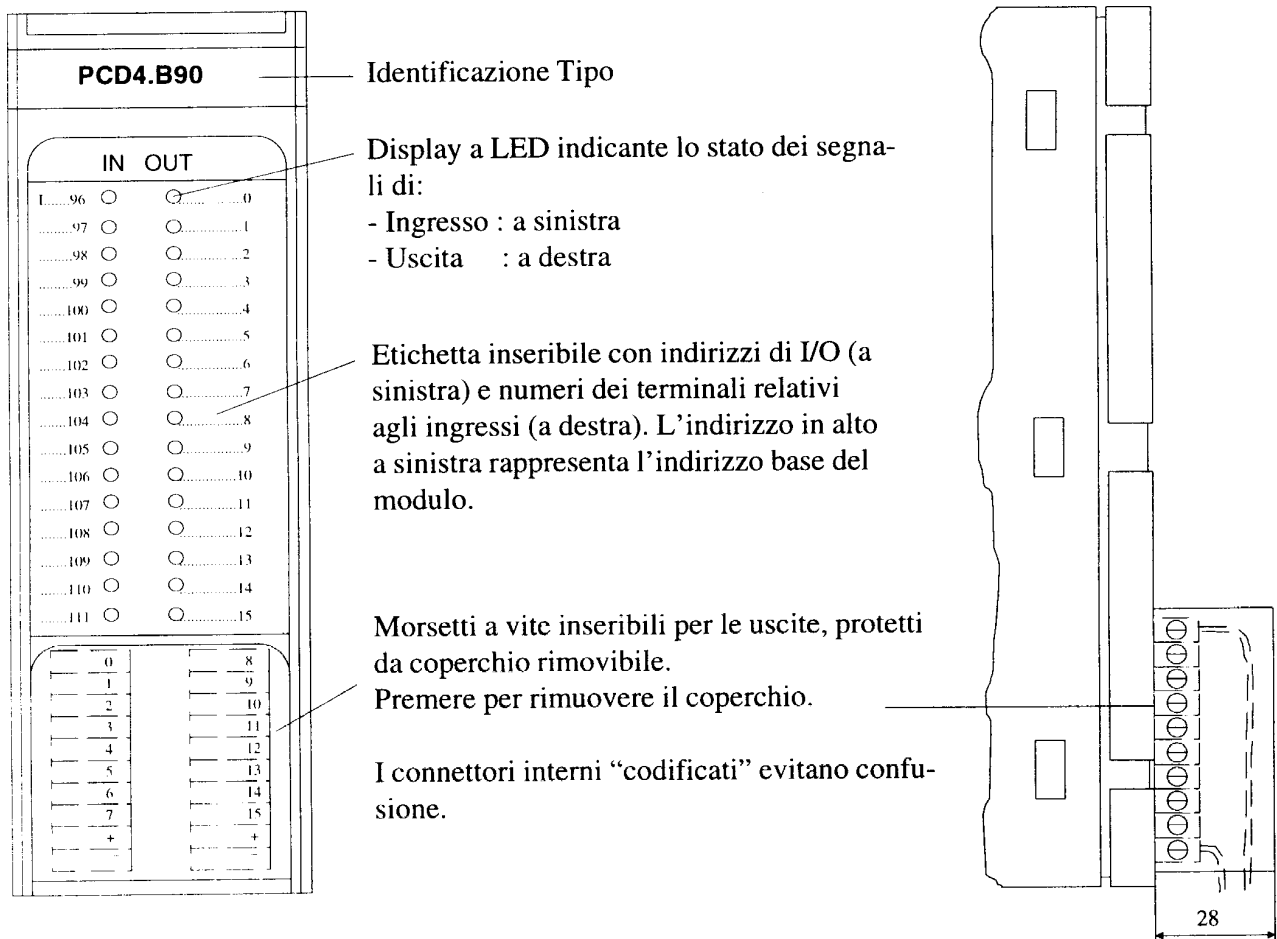 PCD4.B90
Identificazione Tipo
IN OUT
Display a LED indicante lo stato dei segna-
li di:
- Ingresso : a sinistra
- Uscita : a destra
I......96 0
97 1
98 2
99 3
100 4
101 5
102 6
103 7
104 8
105 9
106 10
107 11
108 12
109 13
110 14
111 15
Etichetta inseribile con indirizzi di I/O (a
sinistra) e numeri dei terminali relativi
agli ingressi (a destra). L'indirizzo in alto
a sinistra rappresenta l'indirizzo base del
modulo.
Morsetti a vite inseribili per le uscite, protetti
da coperchio rimovibile.
Premere per rimuovere il coperchio.
I connettori interni “codificati” evitano confu-
sione.
0 8
1 9
2 10
3 11
4 12
5 13
6 14
7 15
+ +
- -
28